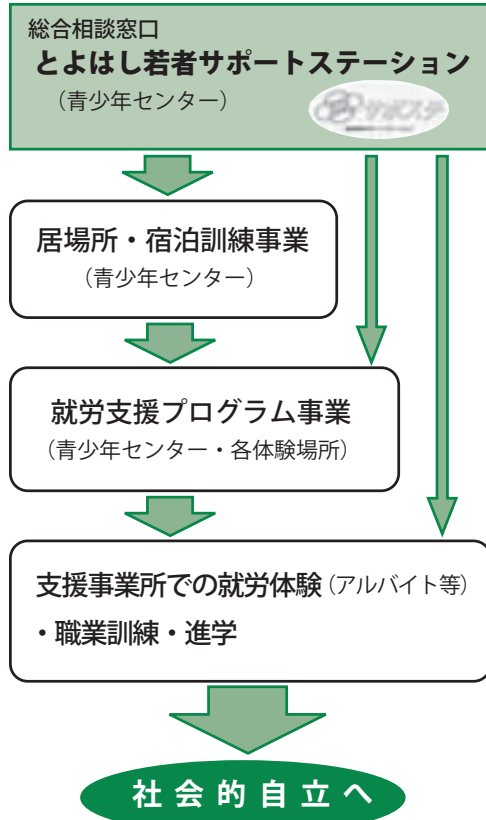 総合相談窓口
とよはし若者サポートステーション
（青少年センター）
サポステ
居場所・宿泊訓練事業
（青少年センター）
就労支援プログラム事業
（青少年センター・各体験場所）
支援事業所での就労体験（アルバイト等）
・職業訓練・進学
社会的自立へ